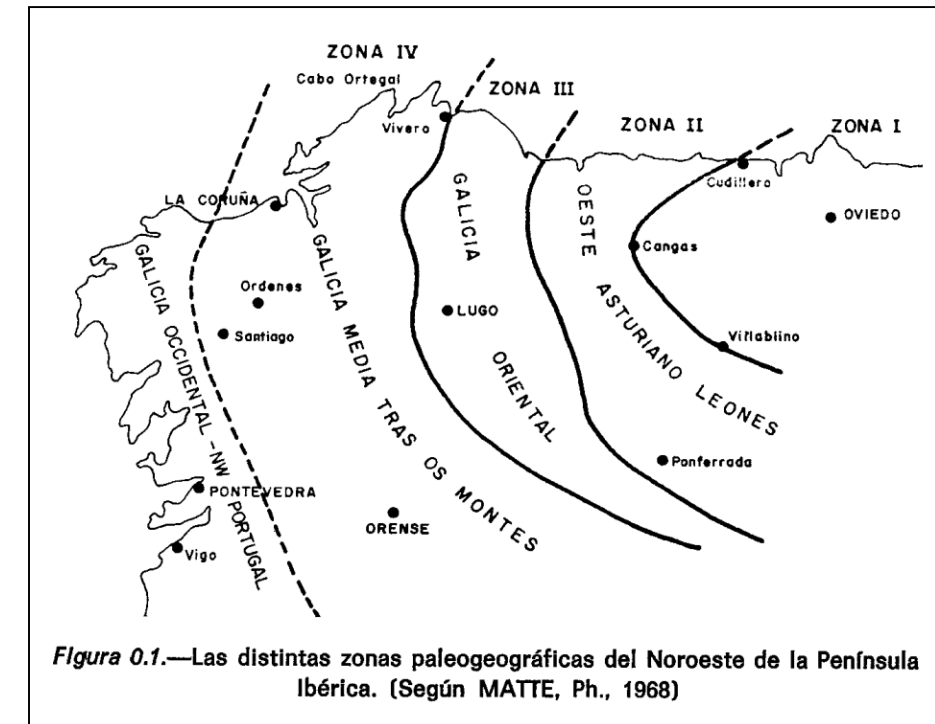 ZONA IV
Cabo Ortegal
ZONA III
Vivero
ZONA II
ZONA I
Cudillero
LA CORUÑA
OVIEDO
Cangas
Ordenes
Santiago
LUGO
Villablino
Ponferrada
PONTEVEDRA
ORENSE
Vigo
GALICIA OCCIDENTAL-NW PORTUGAL
GALICIA MEDIA TRAS OS MONTES
GALICIA ORIENTAL
OESTE ASTURIANO LEONES
Figura 0.1.—Las distintas zonas paleogeográficas del Noroeste de la Península
Ibérica. (Según MATTE, Ph., 1968)